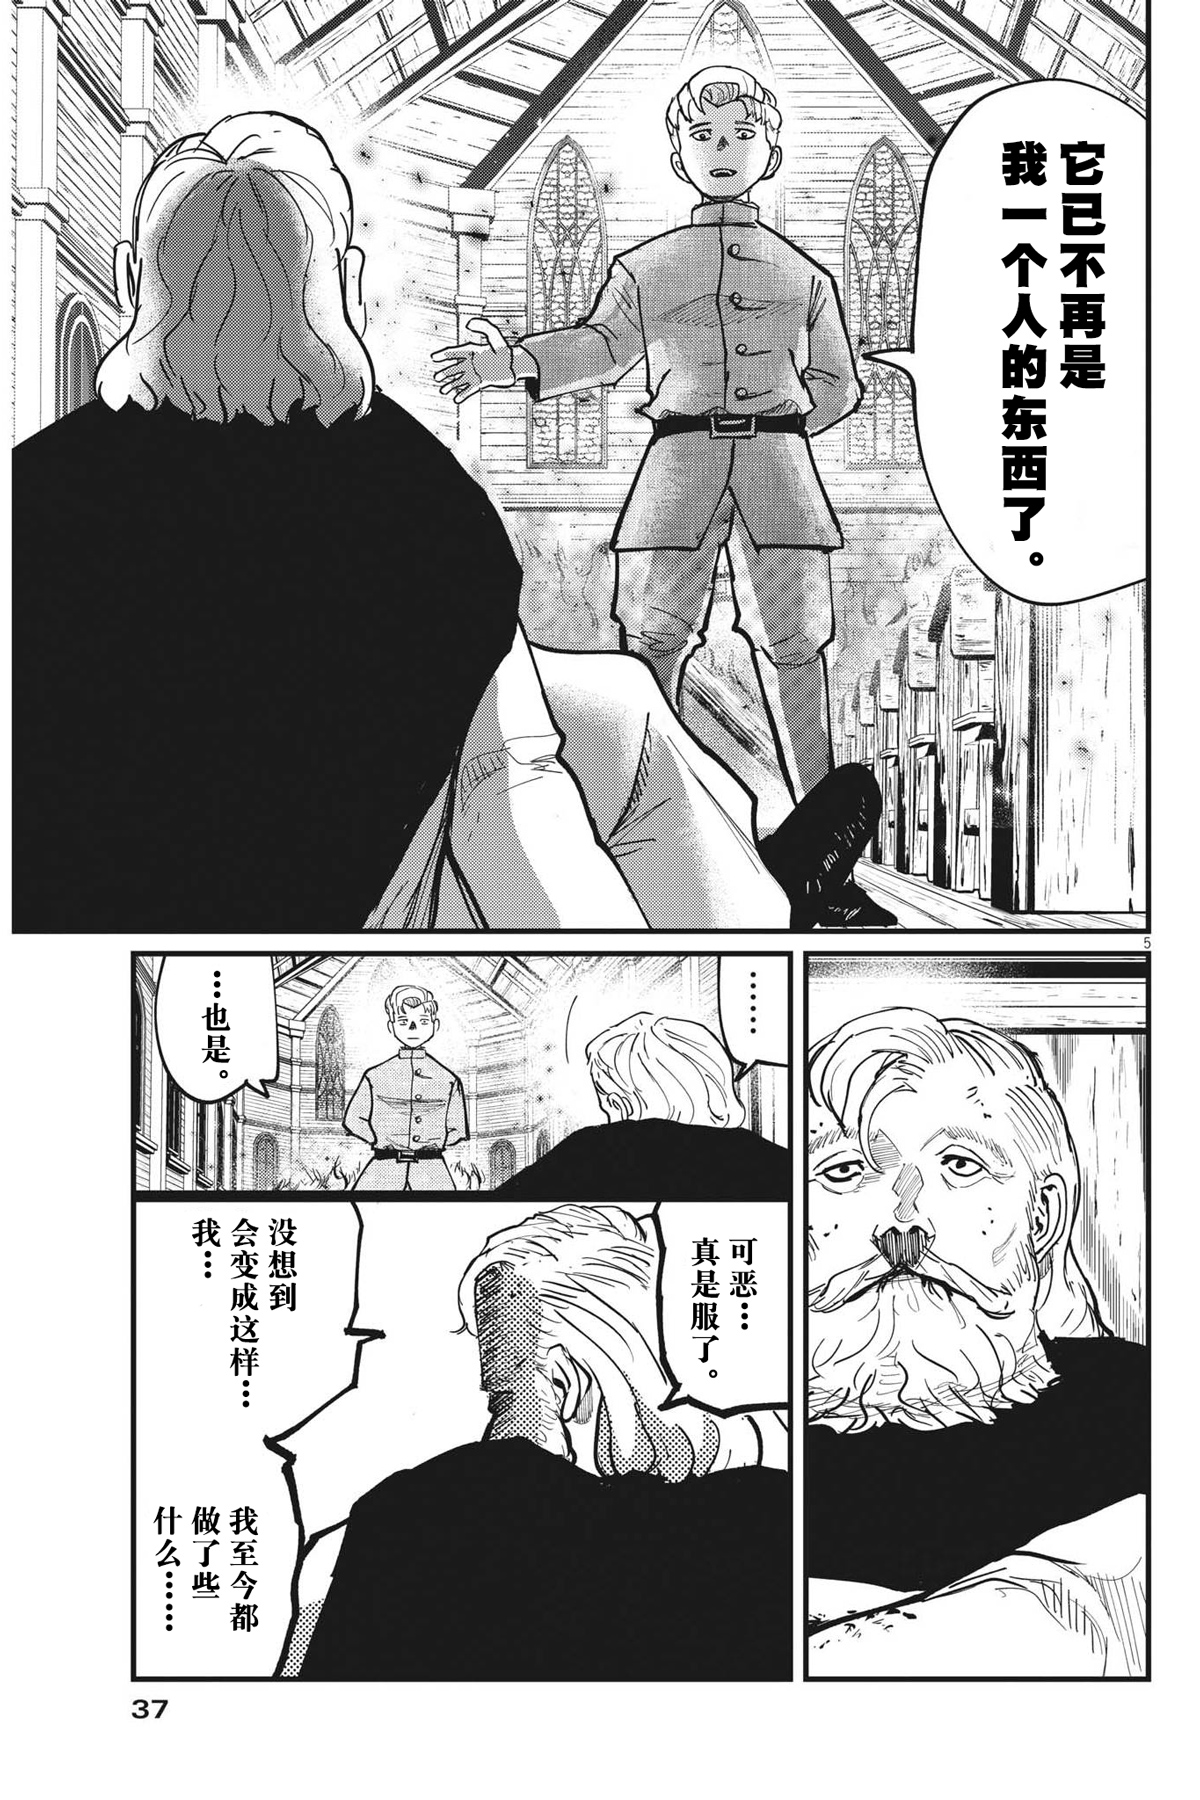 它已不再是
我一个人的东西了。
5
……
…也是。
可恶…
真是服了。
没想到
会变成这样…
我…
我至今都
做了些
什么……
37